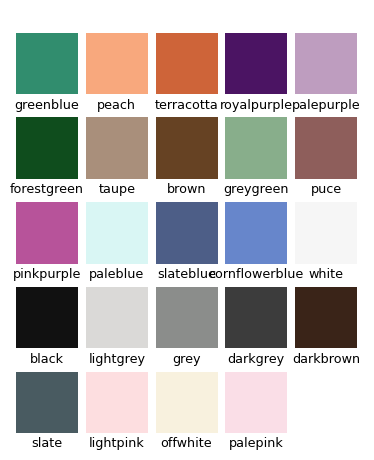 greenblue peach terracotta royalpurple palepurple
forestgreen taupe brown greygreen puce
pinkpurple paleblue slateblue cornflowerblue white
black lightgrey grey darkgrey darkbrown
slate lightpink offwhite palepink